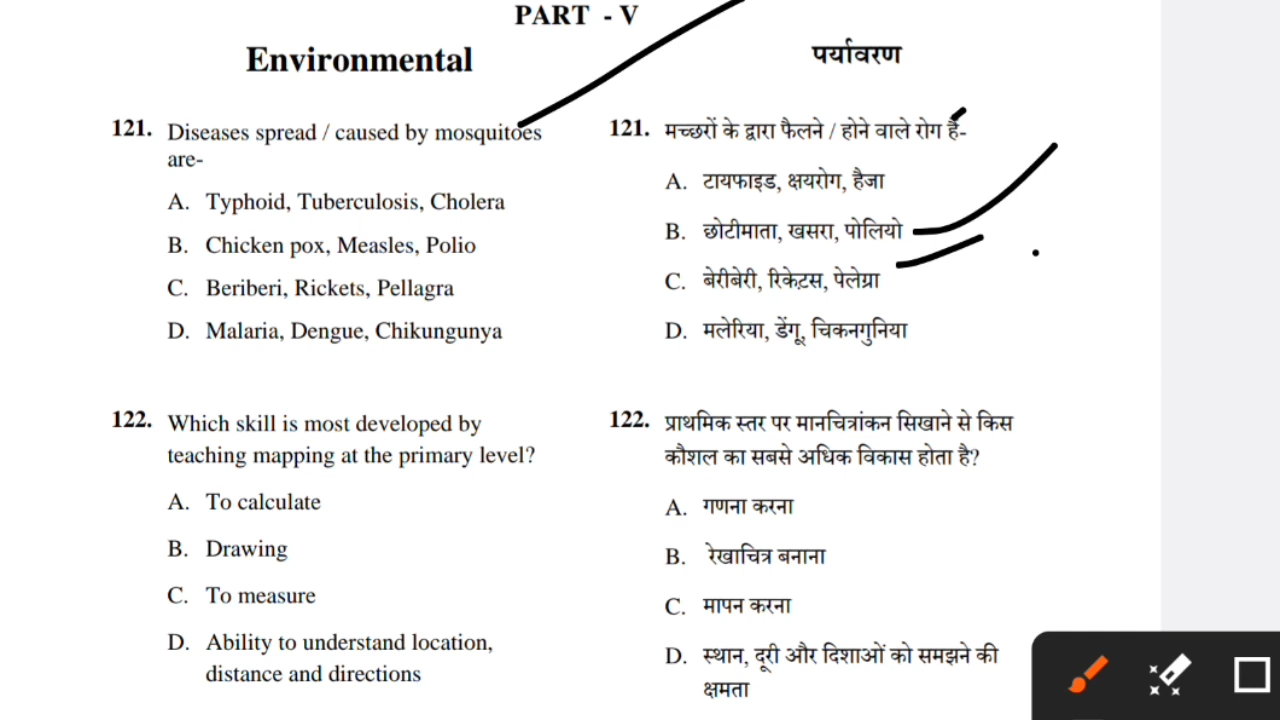 PART - V
Environmental
पर्यावरण
121. Diseases spread / caused by mosquitoes
are-
A. Typhoid, Tuberculosis, Cholera
B. Chicken pox, Measles, Polio
C. Beriberi, Rickets, Pellagra
D. Malaria, Dengue, Chikungunya
121. मच्छरों के द्वारा फैलने / होने वाले रोग हैं-
A. टायफाइड, क्षयरोग, हैजा
B. छोटीमाता, खसरा, पोलियो
C. बेरीबेरी, रिकेट्स, पेलेग्रा
D. मलेरिया, डेंगू, चिकनगुनिया
122. Which skill is most developed by
teaching mapping at the primary level?
A. To calculate
B. Drawing
C. To measure
D. Ability to understand location,
distance and directions
122. प्राथमिक स्तर पर मानचित्रांकन सिखाने से किस
कौशल का सबसे अधिक विकास होता है?
A. गणना करना
B. रेखाचित्र बनाना
C. मापन करना
D. स्थान, दूरी और दिशाओं को समझने की
क्षमता